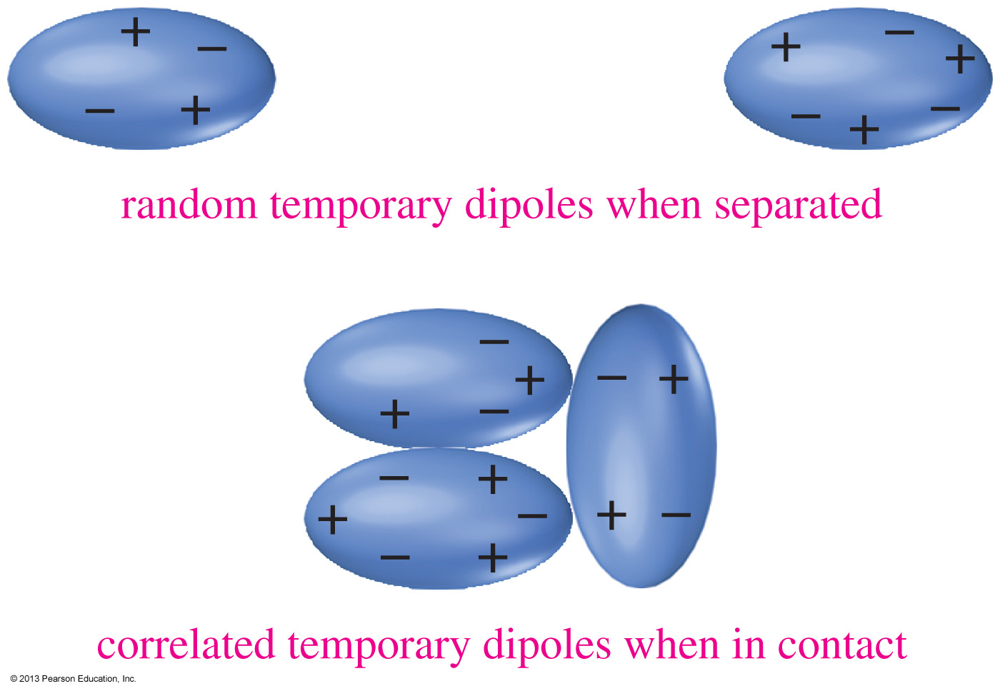 + − − +
+ − + − − +
random temporary dipoles when separated
− + + −
− +
− + + − − +
+ −
correlated temporary dipoles when in contact
© 2013 Pearson Education, Inc.